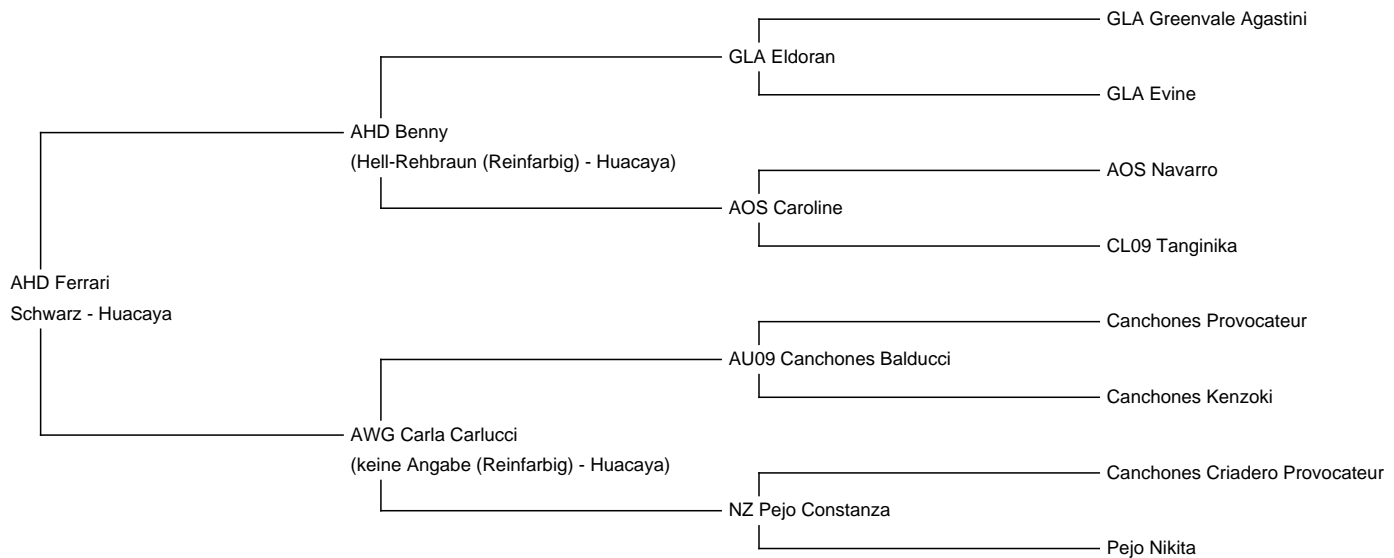 GLA Greenvale Agastini
GLA Eldoran
GLA Evine
AHD Benny
(Hell-Rehbraun (Reinfarbig) - Huacaya)
AOS Navarro
AOS Caroline
CL09 Tanginika
AHD Ferrari
Schwarz - Huacaya
Canchones Provocateur
AU09 Canchones Balducci
Canchones Kenzoki
AWG Carla Carlucci
(keine Angabe (Reinfarbig) - Huacaya)
Canchones Criadero Provocateur
NZ Pejo Constanza
Pejo Nikita